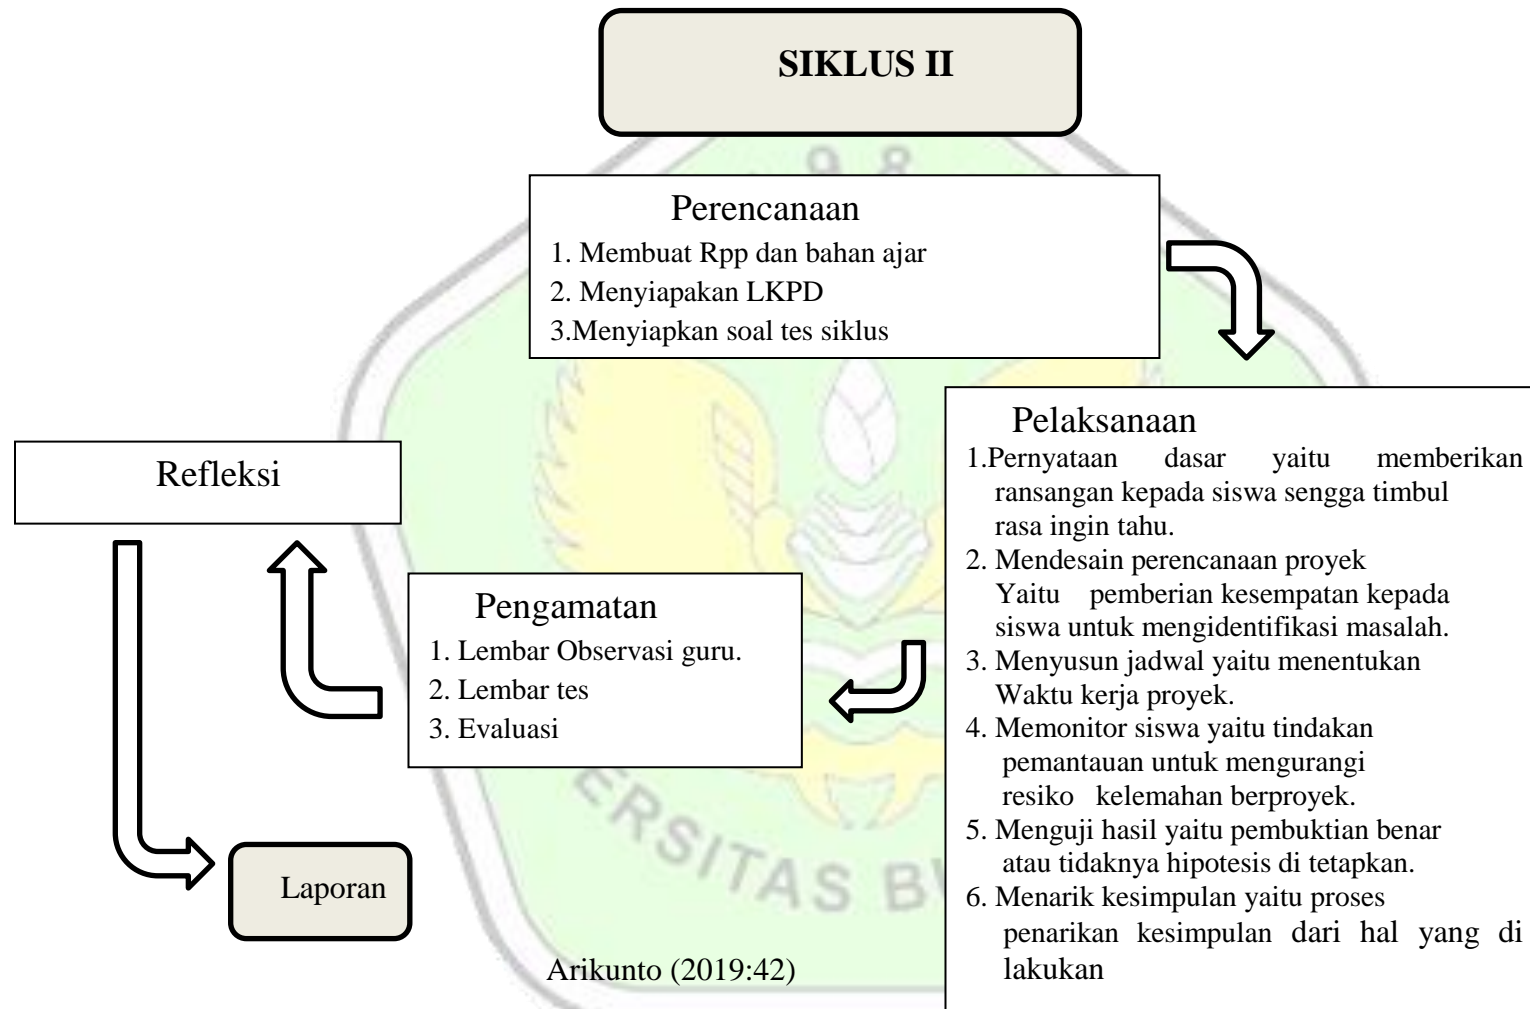 SIKLUS II
9 8
Perencanaan
1. Membuat Rpp dan bahan ajar
2. Menyiapakan LKPD
3.Menyiapkan soal tes siklus
Pelaksanaan
1.Pernyataan dasar yaitu memberikan
ransangan kepada siswa sengga timbul
rasa ingin tahu.
2. Mendesain perencanaan proyek
Yaitu pemberian kesempatan kepada
siswa untuk mengidentifikasi masalah.
3. Menyusun jadwal yaitu menentukan
Waktu kerja proyek.
4. Memonitor siswa yaitu tindakan
pemantauan untuk mengurangi
resiko kelemahan berproyek.
5. Menguji hasil yaitu pembuktian benar
atau tidaknya hipotesis di tetapkan.
6. Menarik kesimpulan yaitu proses
penarikan kesimpulan dari hal yang di
lakukan
Pengamatan
1. Lembar Observasi guru.
2. Lembar tes
3. Evaluasi
Refleksi
Laporan
ERSITAS B
Arikunto (2019:42)